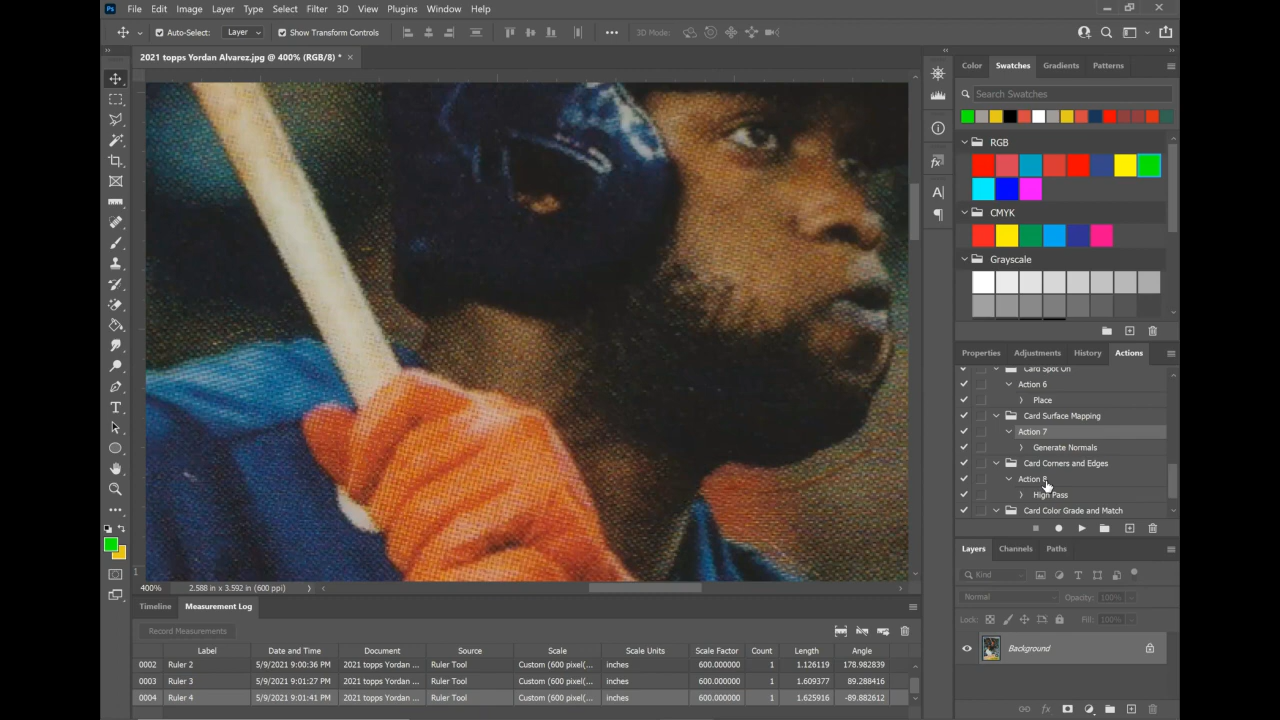 Ps File Edit Image Layer Type Select Filter 3D View Plugins Window Help
Auto-Select: Layer Show Transform Controls 3D Mode:
2021 topps Yordan Alvarez.jpg @ 400% (RGB/8) *
Color Swatches Gradients Patterns
Search Swatches
RGB
CMYK
Grayscale
Properties Adjustments History Actions
Card Spot On
Action 6
Place
Card Surface Mapping
Action 7
Generate Normals
Card Corners and Edges
Action 8
High Pass
Card Color Grade and Match
Layers Channels Paths
Kind
Normal Opacity: 100%
Lock: Fill: 100%
Background
1
400% 2.588 in x 3.592 in (600 ppi)
Timeline Measurement Log
Record Measurements
Label Date and Time Document Source Scale Scale Units Scale Factor Count Length Angle
0002 Ruler 2 5/9/2021 9:00:36 PM 2021 topps Yordan ... Ruler Tool Custom (600 pixel(... inches 600.000000 1 1.126119 178.982839
0003 Ruler 3 5/9/2021 9:01:27 PM 2021 topps Yordan ... Ruler Tool Custom (600 pixel(... inches 600.000000 1 1.609377 89.288416
0004 Ruler 4 5/9/2021 9:01:41 PM 2021 topps Yordan ... Ruler Tool Custom (600 pixel(... inches 600.000000 1 1.625916 -89.882612